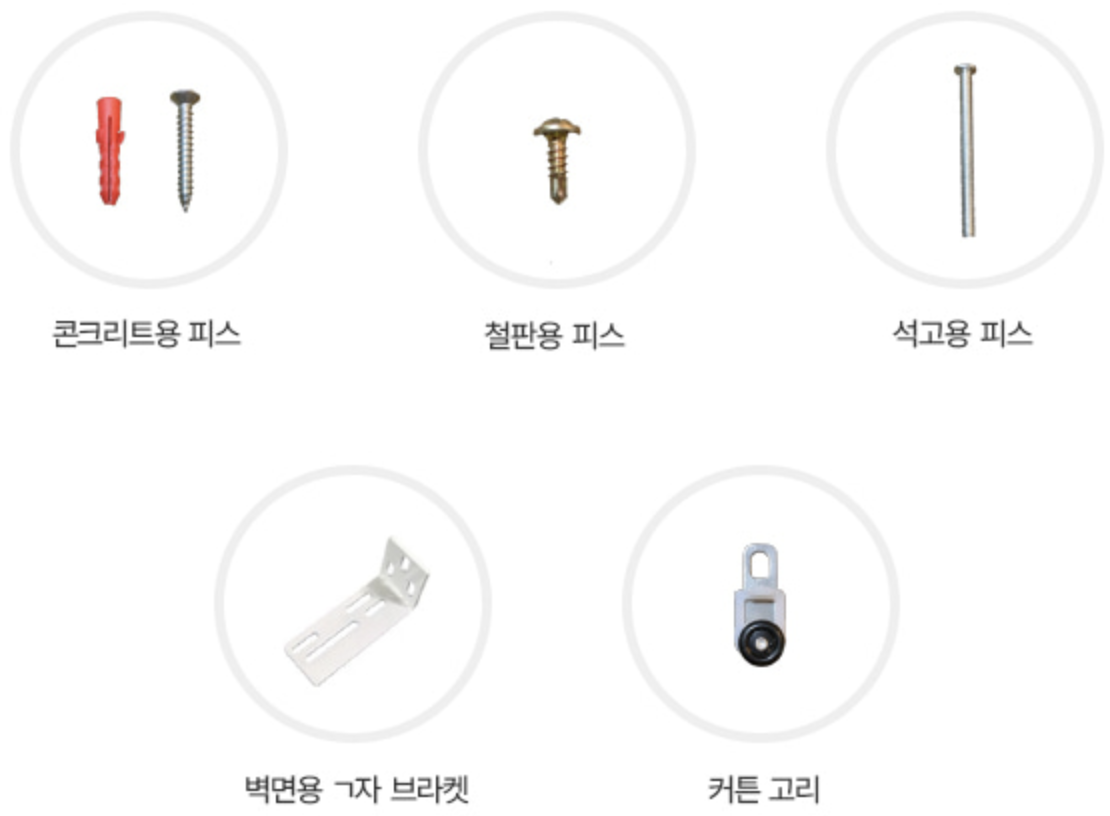 콘크리트용 피스
철판용 피스
석고용 피스
벽면용 ㄱ자 브라켓
커튼 고리